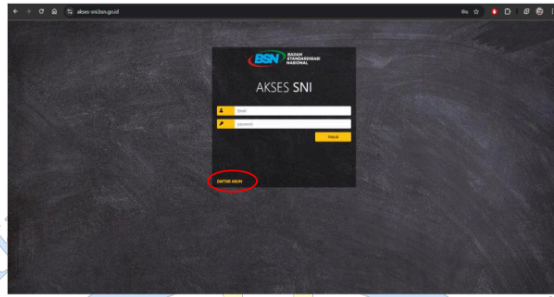 akses-sni.bsn.go.id
BSN BADAN
STANDARDISASI
NASIONAL
AKSES SNI
Email
password
Masuk
DAFTAR AKUN